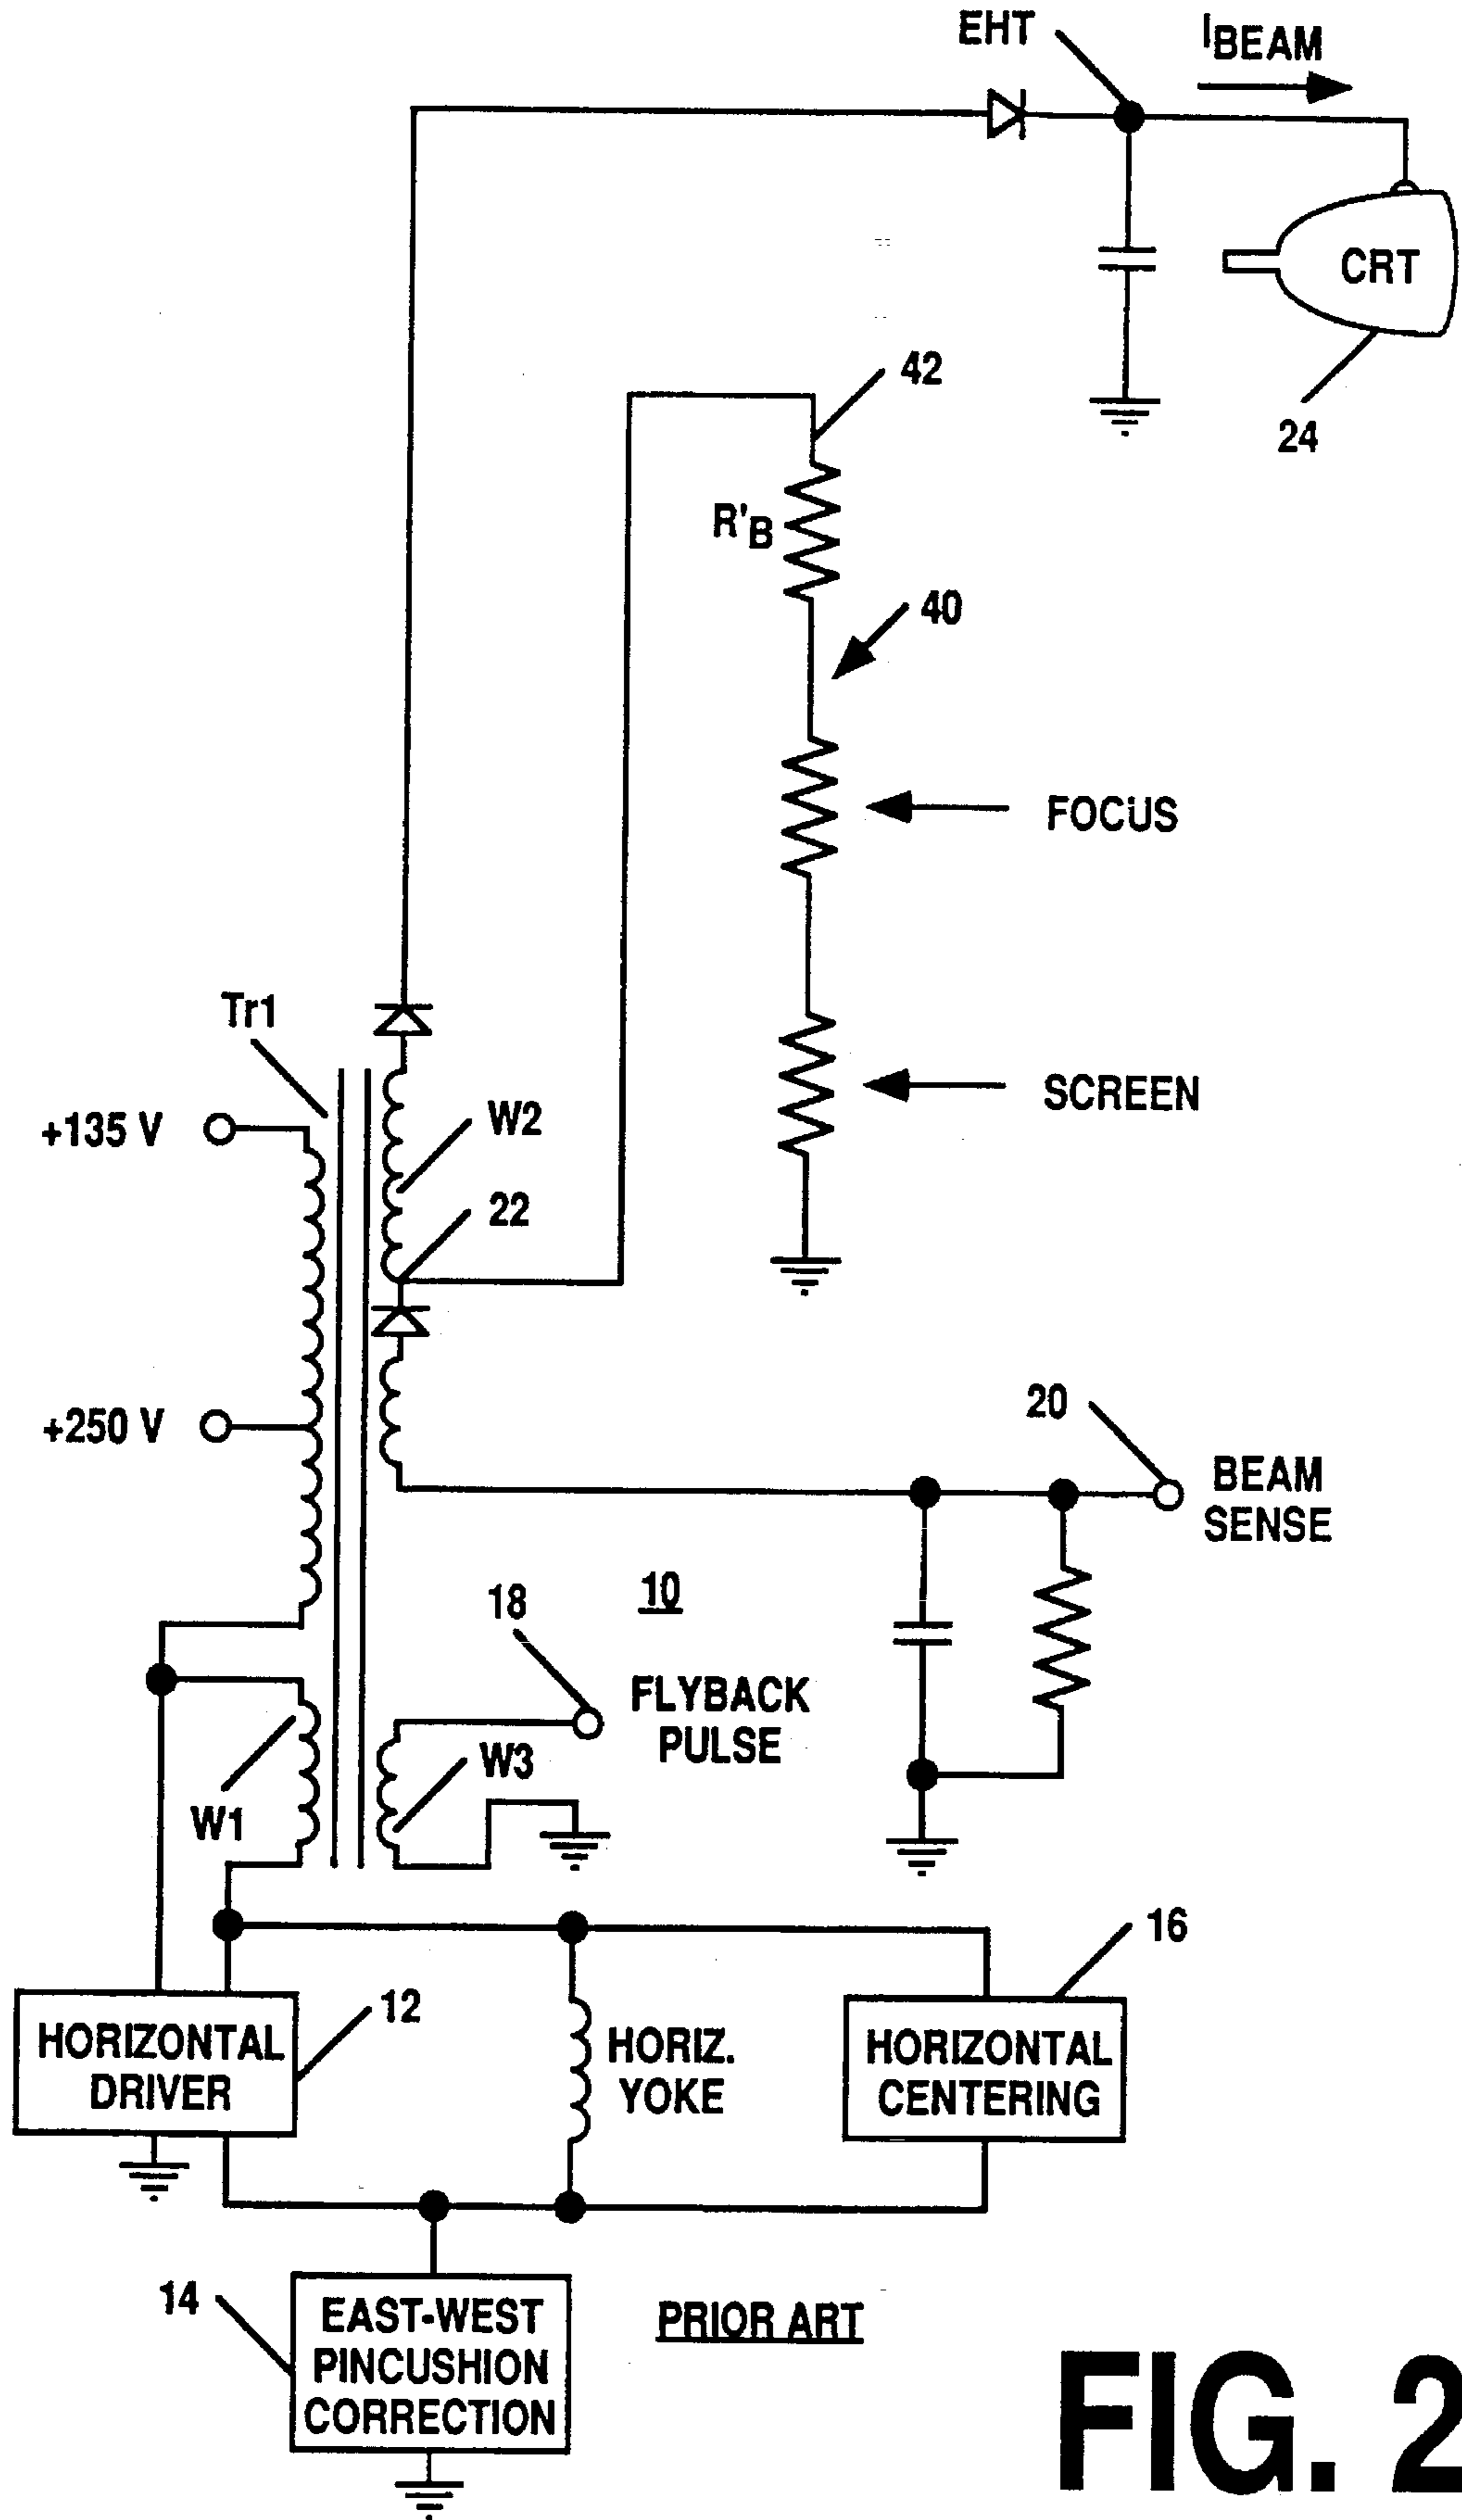 EHT
IBEAM
CRT
24
42
R'B
40
FOCUS
Tr1
SCREEN
+135 V
W2
22
+250 V
20
BEAM
SENSE
18
10
FLYBACK
PULSE
W3
W1
16
12
HORIZONTAL
DRIVER
HORIZ.
YOKE
HORIZONTAL
CENTERING
14
EAST-WEST
PINCUSHION
CORRECTION
PRIOR ART
FIG. 2